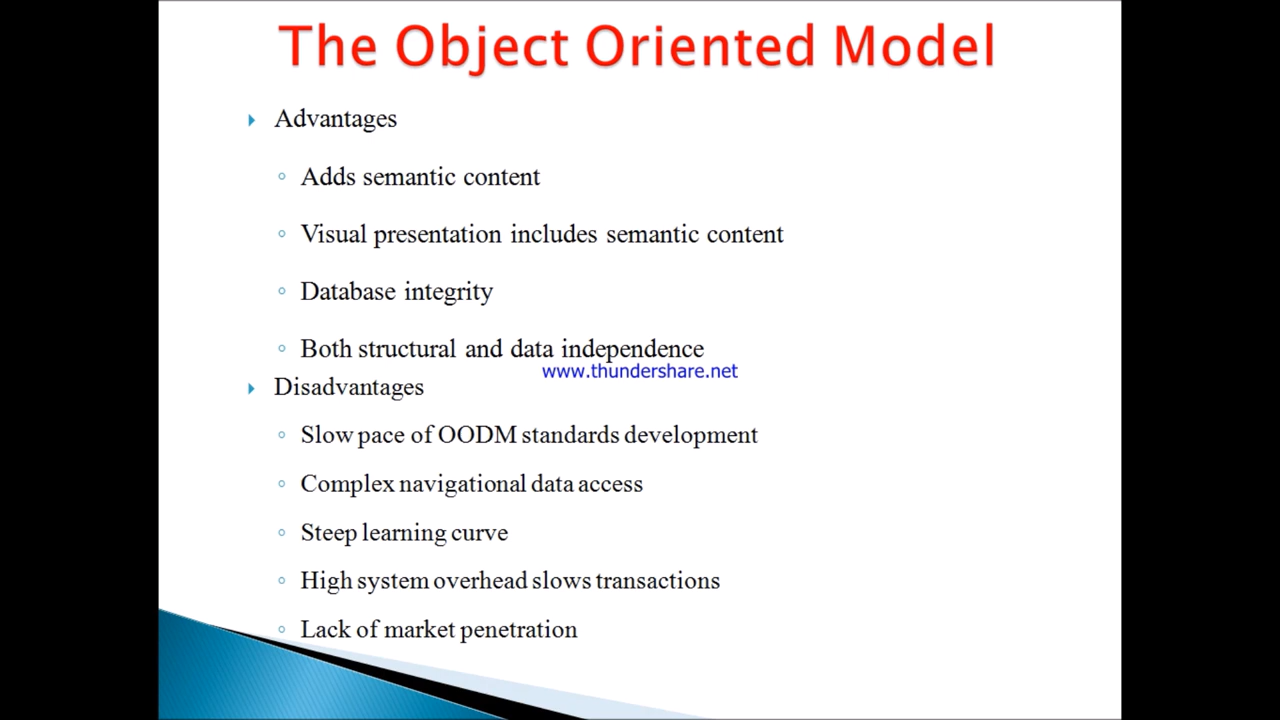 The Object Oriented Model
Advantages
Adds semantic content
Visual presentation includes semantic content
Database integrity
Both structural and data independence
www.thundershare.net
Disadvantages
Slow pace of OODM standards development
Complex navigational data access
Steep learning curve
High system overhead slows transactions
Lack of market penetration